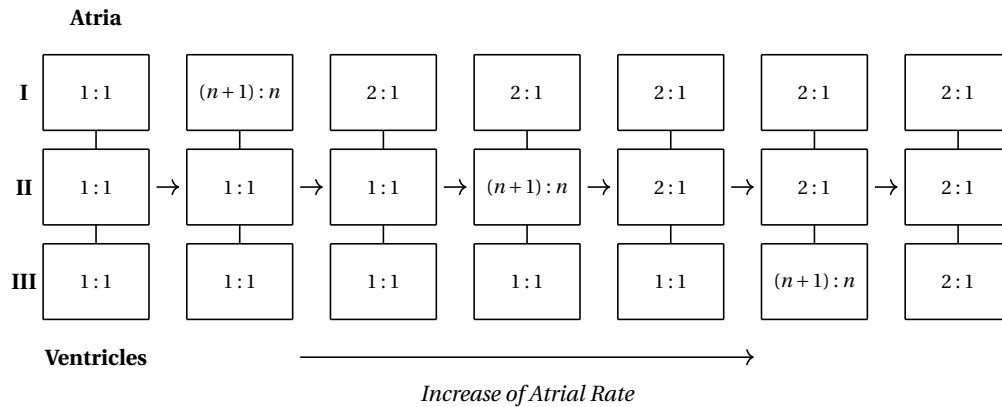 Atria
I 1 : 1 (n + 1) : n 2 : 1 2 : 1 2 : 1 2 : 1 2 : 1
II 1 : 1 1 : 1 1 : 1 (n + 1) : n 2 : 1 2 : 1 2 : 1
III 1 : 1 1 : 1 1 : 1 1 : 1 1 : 1 (n + 1) : n 2 : 1
Ventricles
Increase of Atrial Rate